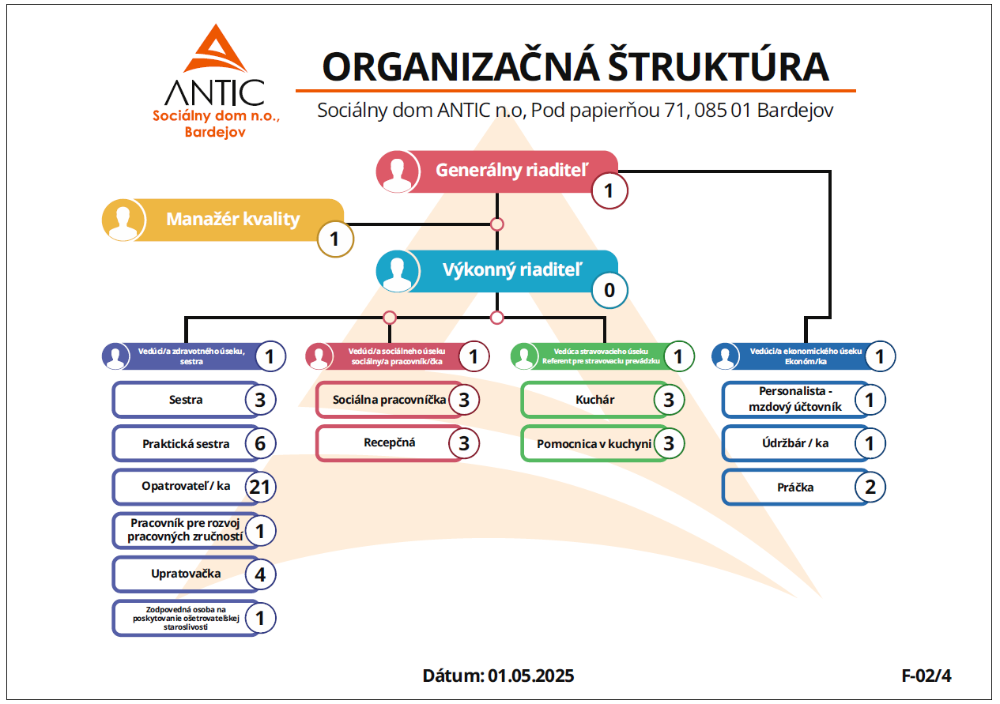 ANTIC
Sociálny dom n.o.,
Bardejov
ORGANIZAČNÁ ŠTRUKTÚRA
Sociálny dom ANTIC n.o, Pod papierňou 71, 085 01 Bardejov
Generálny riaditeľ
1
Manažér kvality
1
Výkonný riaditeľ
0
Vedúci/a zdravotného úseku,
sestra
1
Sestra
3
Praktická sestra
6
Opatrovateľ / ka
21
Pracovník pre rozvoj
pracovných zručností
1
Upratovačka
4
Zodpovedná osoba na
poskytovanie ošetrovateľskej
staroslivosti
1
Vedúci/a sociálneho úseku
sociálny/a pracovník/čka
1
Sociálna pracovníčka
3
Recepčná
3
Vedúca stravovacieho úseku
Referent pre stravovaciu prevádzku
1
Kuchár
3
Pomocnica v kuchyni
3
Vedúci/a ekonomického úseku
Ekonóm/ka
1
Personalista -
mzdový účtovník
1
Údržbár / ka
1
Práčka
2
Dátum: 01.05.2025
F-02/4